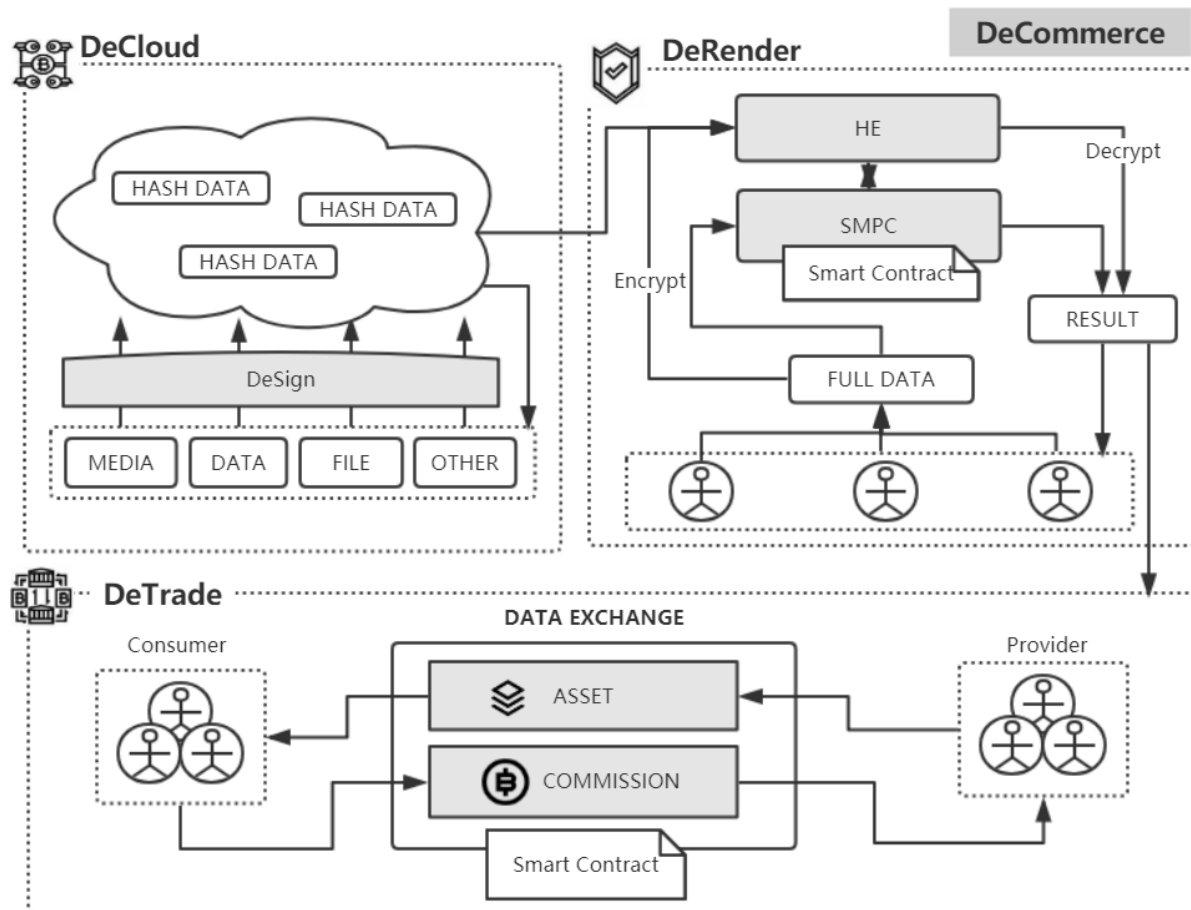 DeCommerce
DeCloud
HASH DATA
HASH DATA
HASH DATA
DeSign
MEDIA
DATA
FILE
OTHER
DeRender
HE
Decrypt
SMPC
Smart Contract
Encrypt
RESULT
FULL DATA
DeTrade
DATA EXCHANGE
Consumer
Provider
ASSET
COMMISSION
Smart Contract